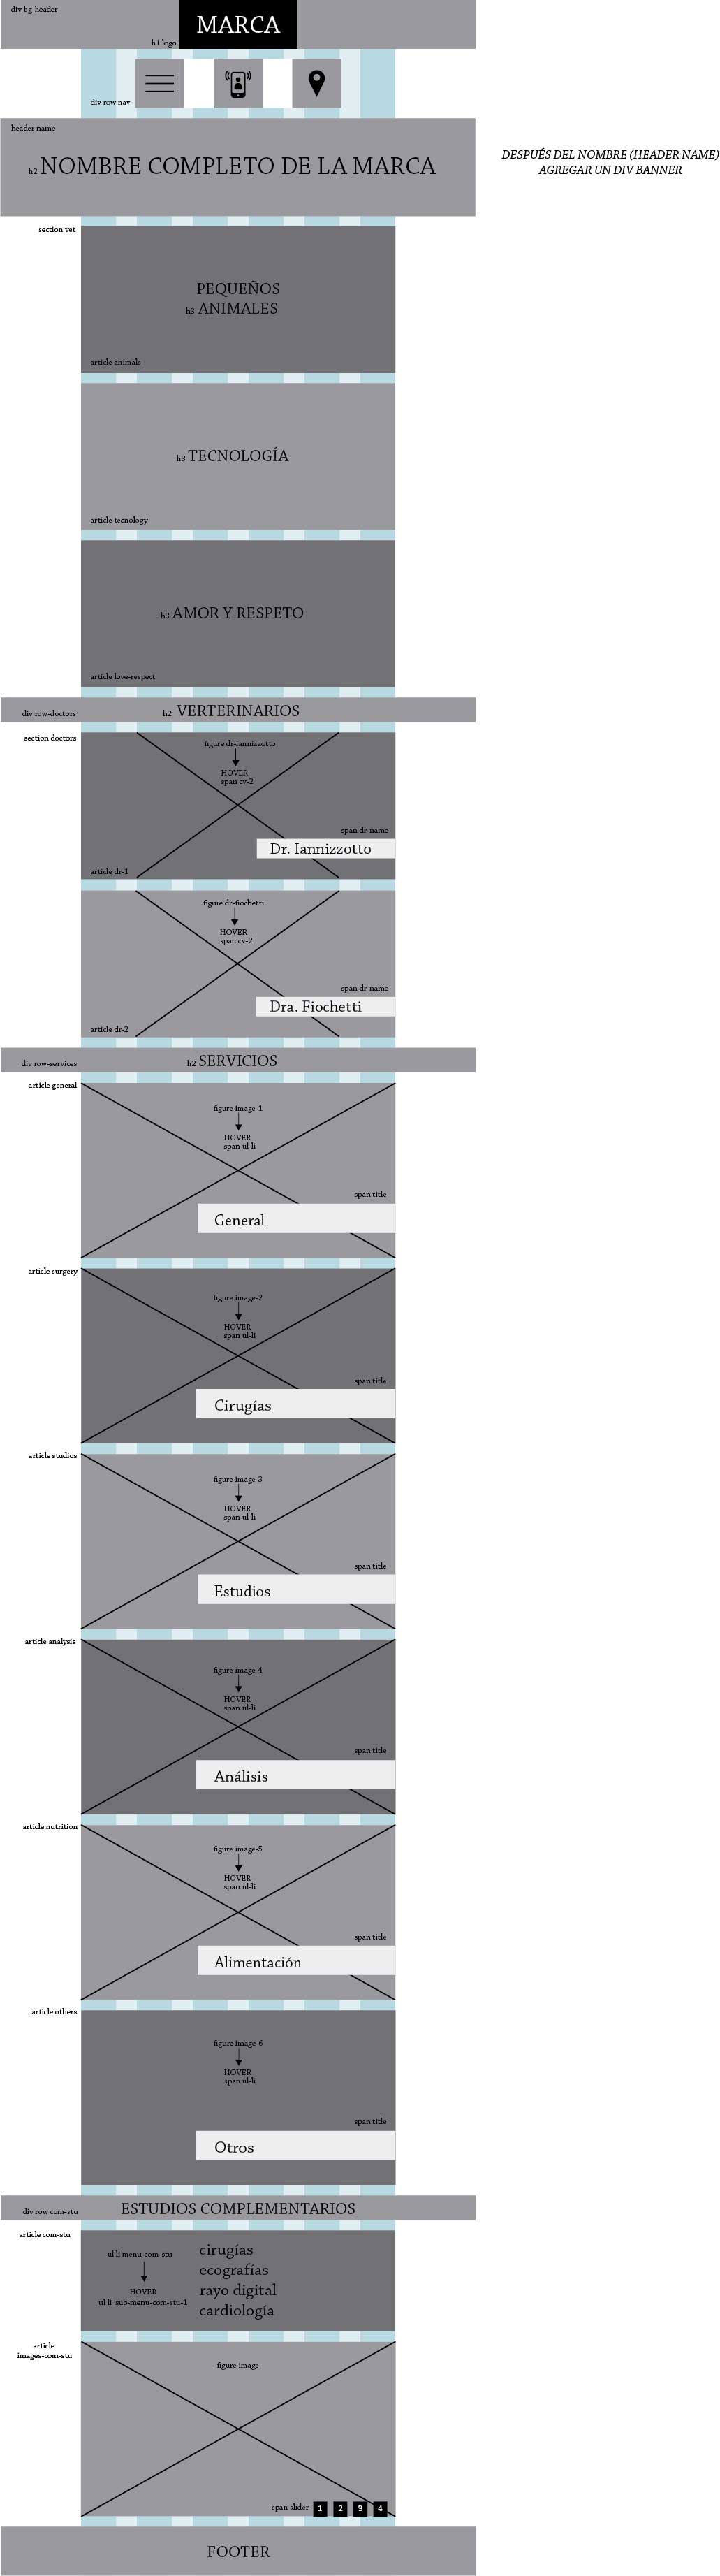 div bg-header
MARCA
h1 logo
div row nav
header name
h2 NOMBRE COMPLETO DE LA MARCA
DESPUÉS DEL NOMBRE (HEADER NAME)
AGREGAR UN DIV BANNER
section vet
PEQUEÑOS
h3 ANIMALES
article animals
h3 TECNOLOGÍA
article tecnology
h3 AMOR Y RESPETO
article love-respect
div row-doctors
h2 VERTERINARIOS
section doctors
figure dr-iannizzotto
HOVER
span cv-2
span dr-name
Dr. Iannizzotto
article dr-1
figure dr-fiochetti
HOVER
span cv-2
span dr-name
Dra. Fiochetti
article dr-2
div row-services
h2 SERVICIOS
article general
figure image-1
HOVER
span ul-li
span title
General
article surgery
figure image-2
HOVER
span ul-li
span title
Cirugías
article studios
figure image-3
HOVER
span ul-li
span title
Estudios
article analysis
figure image-4
HOVER
span ul-li
span title
Análisis
article nutrition
figure image-5
HOVER
span ul-li
span title
Alimentación
article others
figure image-6
HOVER
span ul-li
span title
Otros
div row com-stu
ESTUDIOS COMPLEMENTARIOS
article com-stu
ul li menu-com-stu
HOVER
ul li sub-menu-com-stu-1
cirugías
ecografías
rayo digital
cardiología
article
images-com-stu
figure image
span slider 1 2 3 4
FOOTER